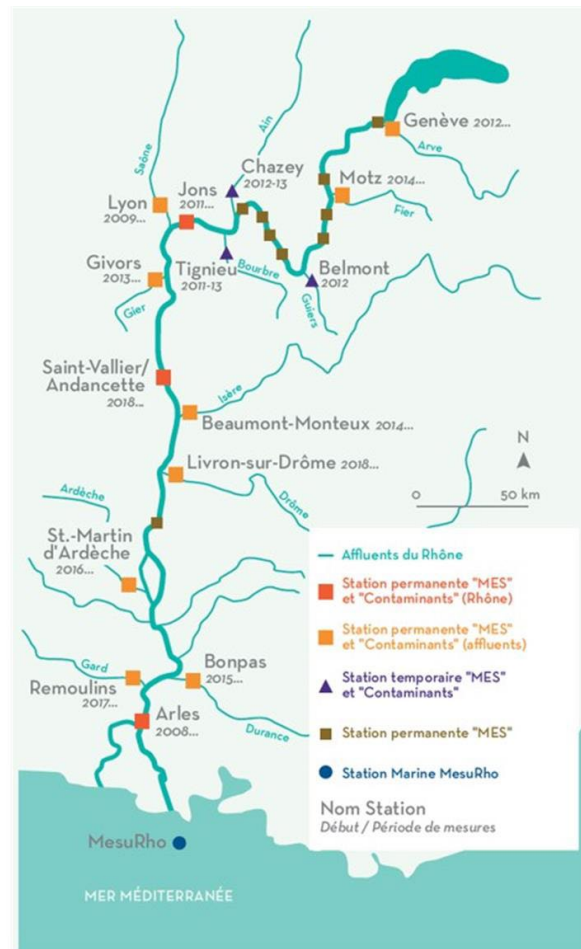 Genève 2012...
Arve
Ain
Saône
Chazey
2012-13
Motz 2014...
Fier
Jons
2011...
Lyon
2009...
Tignieu
2011-13
Bourbre
Belmont
2012
Guiers
Givors
2013...
Gier
Saint-Vallier/
Andancette
2018...
Isère
Beaumont-Monteux 2014...
Livron-sur-Drôme 2018...
N
0 50 km
Ardèche
Drôme
St.-Martin
d'Ardèche
2016...
Affluents du Rhône
Station permanente "MES"
et "Contaminants" (Rhône)
Station permanente "MES"
et "Contaminants" (affluents)
Station temporaire "MES"
et "Contaminants"
Station permanente "MES"
Station Marine MesuRho
Nom Station
Début / Période de mesures
Gard
Bonpas
2015...
Remoulins
2017...
Arles
2008...
Durance
MesuRho
MER MÉDITERRANÉE